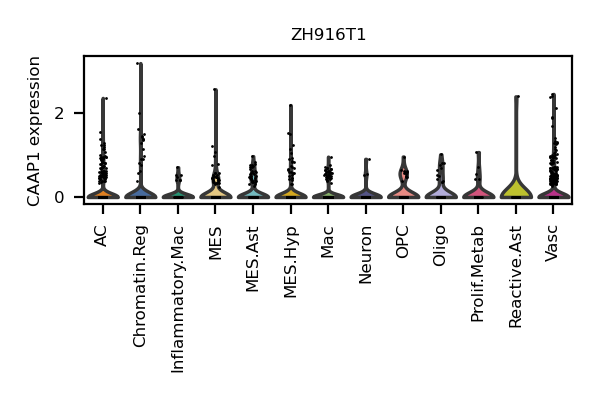 ZH916T1
CAAP1 expression
2
0
AC
Chromatin.Reg
Inflammatory.Mac
MES
MES.Ast
MES.Hyp
Mac
Neuron
OPC
Oligo
Prolif.Metab
Reactive.Ast
Vasc